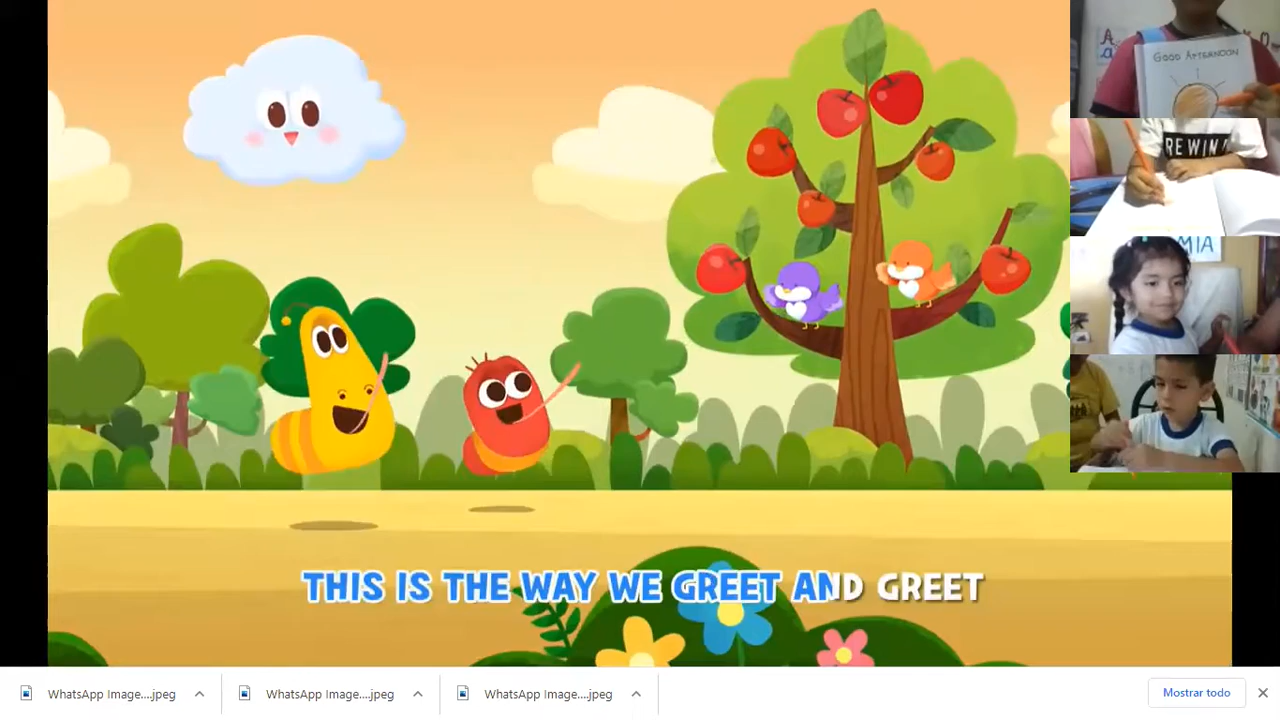 GOOD AFTERNOON
REWIND
MIA
THIS IS THE WAY WE GREET AND GREET
WhatsApp Image....jpeg
WhatsApp Image....jpeg
WhatsApp Image....jpeg
Mostrar todo